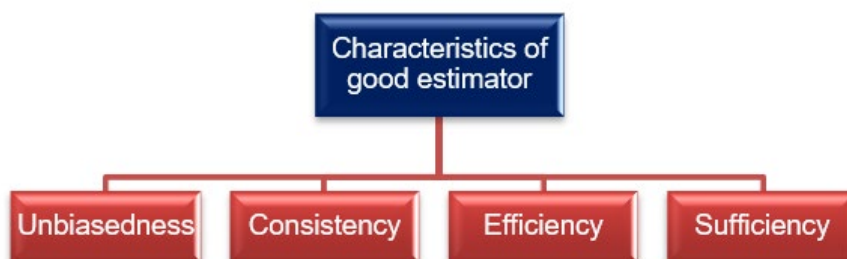 Characteristics of
good estimator
Unbiasedness
Consistency
Efficiency
Sufficiency